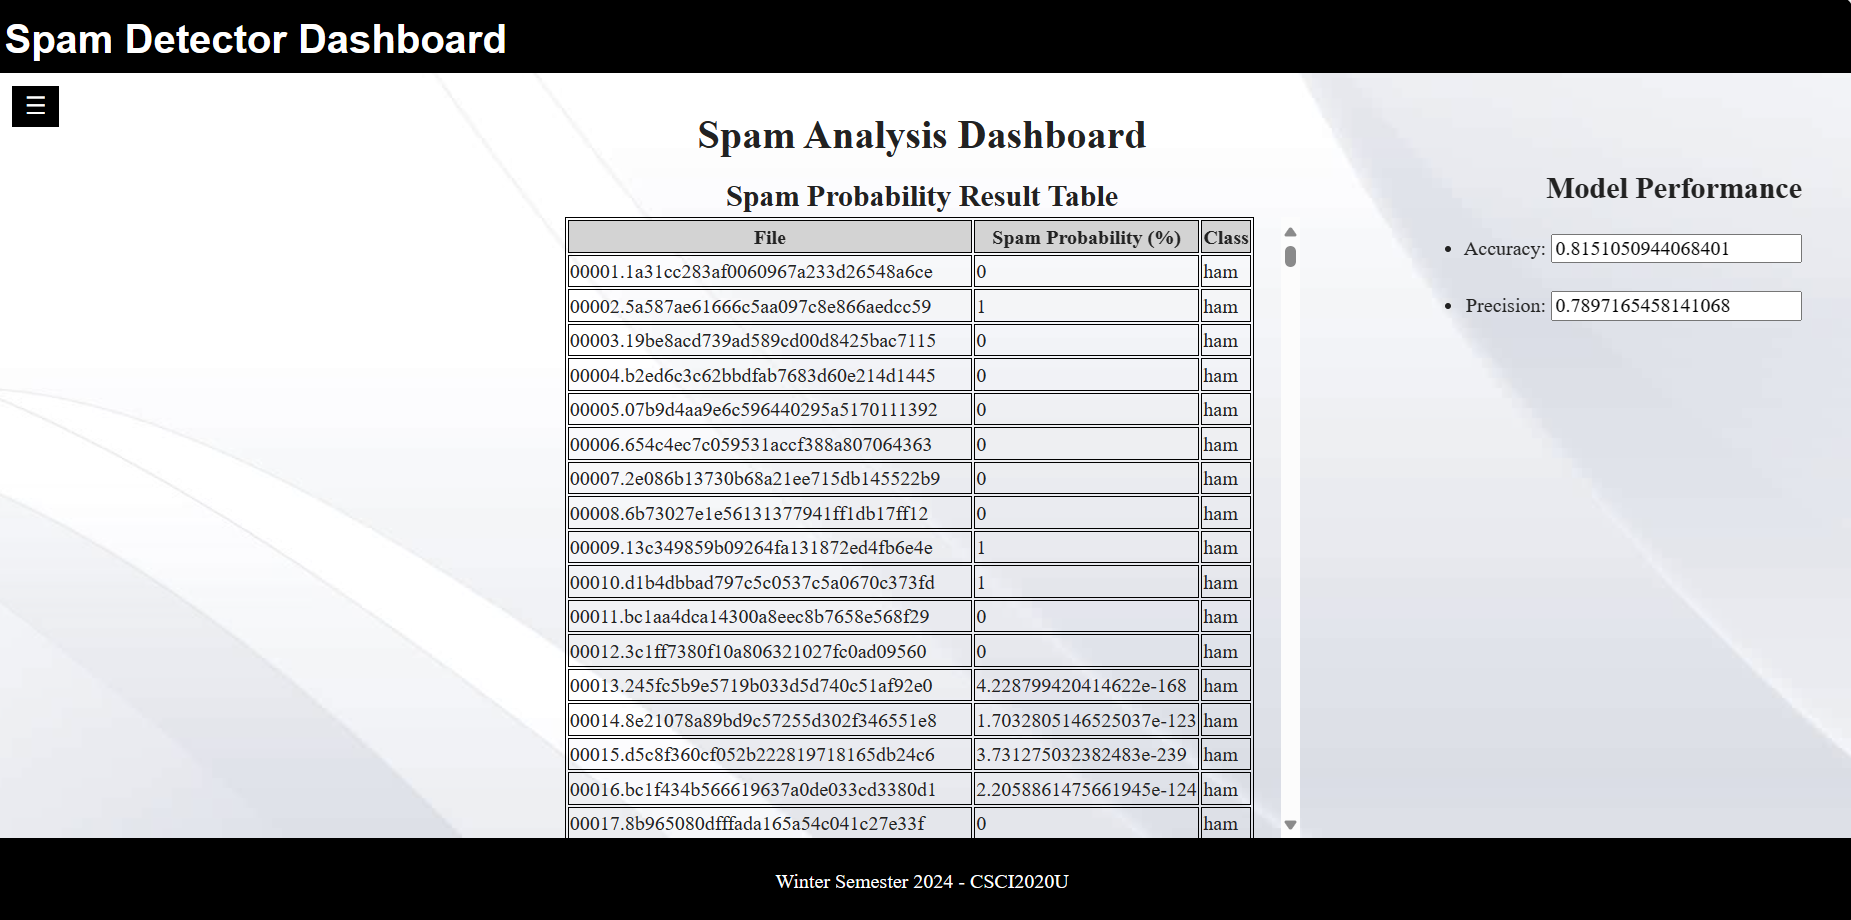 Spam Detector Dashboard
☰
Spam Analysis Dashboard
Spam Probability Result Table
File Spam Probability (%) Class
00001.1a31cc283af0060967a233d26548a6ce 0 ham
00002.5a587ae61666c5aa097c8e866aedcc59 1 ham
00003.19be8acd739ad589cd00d8425bac7115 0 ham
00004.b2ed6c3c62bbdfab7683d60e214d1445 0 ham
00005.07b9d4aa9e6c596440295a5170111392 0 ham
00006.654c4ec7c059531accf388a807064363 0 ham
00007.2e086b13730b68a21ee715db145522b9 0 ham
00008.6b73027e1e56131377941ff1db17ff12 0 ham
00009.13c349859b09264fa131872ed4fb6e4e 1 ham
00010.d1b4dbbad797c5c0537c5a0670c373fd 1 ham
00011.bc1aa4dca14300a8eec8b7658e568f29 0 ham
00012.3c1ff7380f10a806321027fc0ad09560 0 ham
00013.245fc5b9e5719b033d5d740c51af92e0 4.228799420414622e-168 ham
00014.8e21078a89bd9c57255d302f346551e8 1.7032805146525037e-123 ham
00015.d5c8f360cf052b222819718165db24c6 3.731275032382483e-239 ham
00016.bc1f434b566619637a0de033cd3380d1 2.2058861475661945e-124 ham
00017.8b965080dfffada165a54c041c27e33f 0 ham
Model Performance
• Accuracy: 0.8151050944068401
• Precision: 0.7897165458141068
Winter Semester 2024 - CSCI2020U